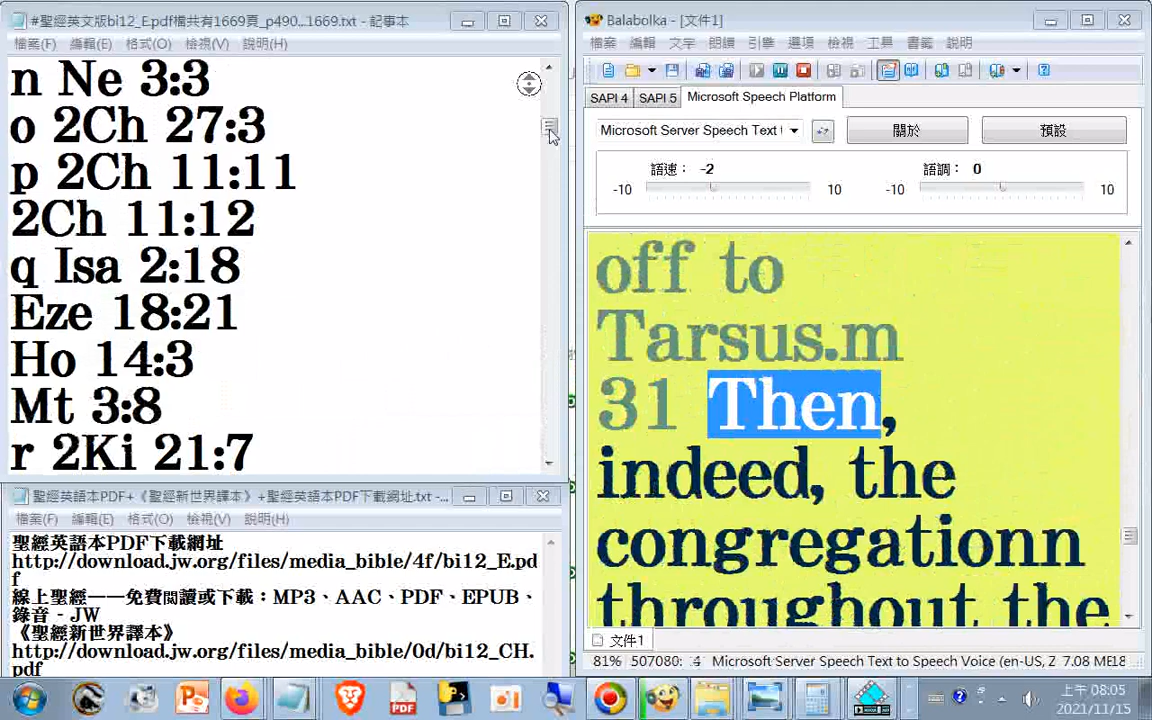 #聖經英文版bi12_E.pdf檔共有1669頁_p490...1669.txt - 記事本
檔案(F) 編輯(E) 格式(O) 檢視(V) 說明(H)
n Ne 3:3
o 2Ch 27:3
p 2Ch 11:11
2Ch 11:12
q Isa 2:18
Eze 18:21
Ho 14:3
Mt 3:8
r 2Ki 21:7
聖經英語本PDF+《聖經新世界譯本》+聖經英語本PDF下載網址.txt -...
檔案(F) 編輯(E) 格式(O) 檢視(V) 說明(H)
聖經英語本PDF下載網址
http://download.jw.org/files/media_bible/4f/bi12_E.pd
f
線上聖經——免費閱讀或下載：MP3、AAC、PDF、EPUB、
錄音 - JW
《聖經新世界譯本》
http://download.jw.org/files/media_bible/0d/bi12_CH.
pdf
Balabolka - [文件1]
檔案 編輯 文字 朗讀 引擎 選項 檢視 工具 書籤 說明
SAPI 4 SAPI 5 Microsoft Speech Platform
Microsoft Server Speech Text 關於 預設
語速： -2 語調： 0
-10 10 -10 10
off to
Tarsus.m
31 Then,
indeed, the
congregationn
throughout the
文件1
81% 507080: 4 Microsoft Server Speech Text to Speech Voice (en-US, Z 7.08 ME18
上午 08:05
2021/11/15